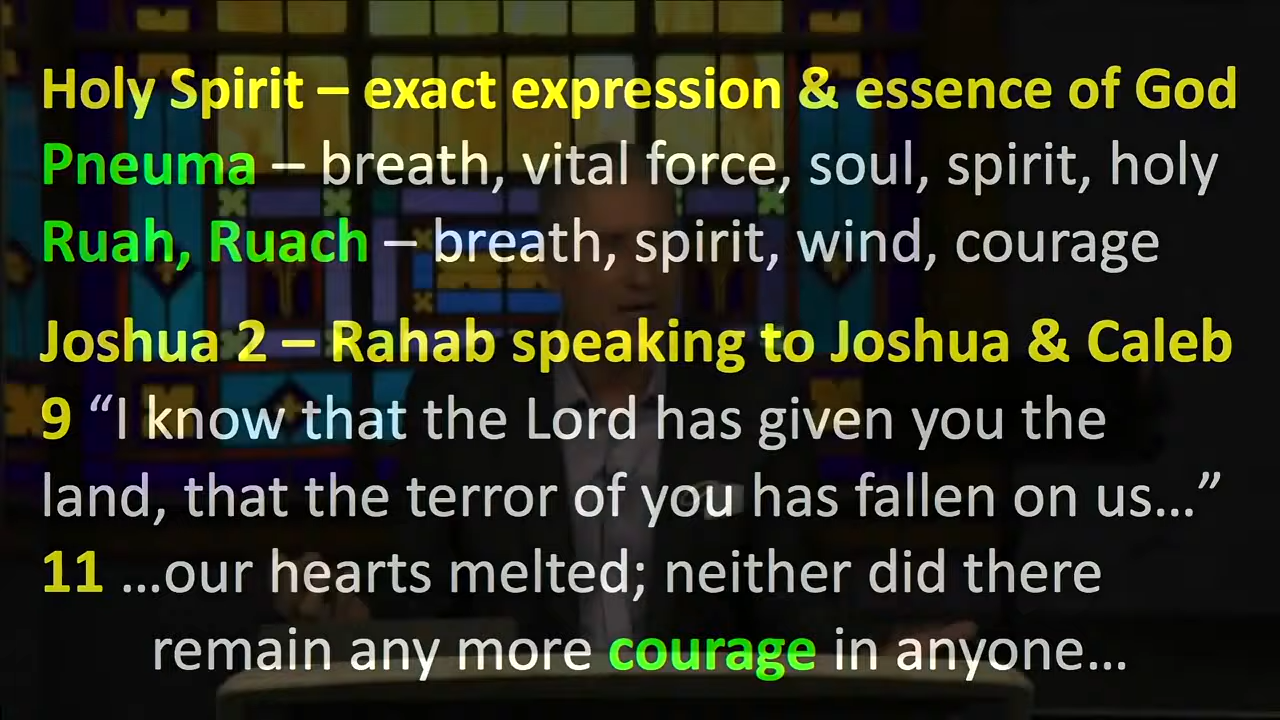 Holy Spirit – exact expression & essence of God
Pneuma – breath, vital force, soul, spirit, holy
Ruah, Ruach – breath, spirit, wind, courage
Joshua 2 – Rahab speaking to Joshua & Caleb
9 “I know that the Lord has given you the
land, that the terror of you has fallen on us…”
11 …our hearts melted; neither did there
remain any more courage in anyone…